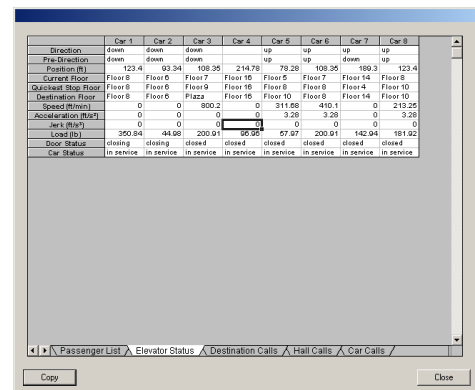 Car 1 Car 2 Car 3 Car 4 Car 5 Car 6 Car 7 Car 8
Direction down down down up up up up
Pre-Direction down down down up up down up
Position (ft) 123.4 93.34 108.35 214.78 78.28 108.35 189.3 123.4
Current Floor Floor 8 Floor 6 Floor 7 Floor 16 Floor 5 Floor 7 Floor 14 Floor 8
Quickest Stop Floor Floor 8 Floor 6 Floor 9 Floor 16 Floor 8 Floor 8 Floor 4 Floor 10
Destination Floor Floor 8 Floor 6 Plaza Floor 16 Floor 10 Floor 8 Floor 14 Floor 10
Speed (ft/min) 0 0 800.2 0 311.68 410.1 0 213.25
Acceleration (ft/s²) 0 0 0 0 3.28 3.28 0 3.28
Jerk (ft/s³) 0 0 0 0 0 0 0 0
Load (lb) 350.84 44.98 200.91 96.95 57.97 200.91 142.94 181.92
Door Status closing closing closed closed closed closed closed closed
Car Status in service in service in service in service in service in service in service in service
Passenger List Elevator Status Destination Calls Hall Calls Car Calls
Copy Close